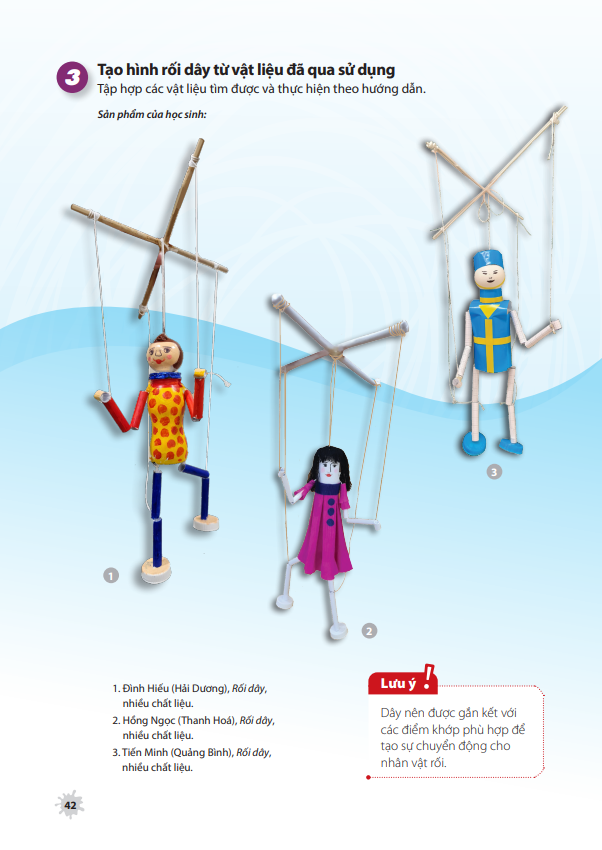 3
Tạo hình rối dây từ vật liệu đã qua sử dụng
Tập hợp các vật liệu tìm được và thực hiện theo hướng dẫn.
Sản phẩm của học sinh:
1
2
3
1. Đình Hiếu (Hải Dương), Rối dây,
nhiều chất liệu.
2. Hồng Ngọc (Thanh Hoá), Rối dây,
nhiều chất liệu.
3. Tiến Minh (Quảng Bình), Rối dây,
nhiều chất liệu.
Lưu ý !
Dây nên được gắn kết với
các điểm khớp phù hợp để
tạo sự chuyển động cho
nhân vật rối.
42